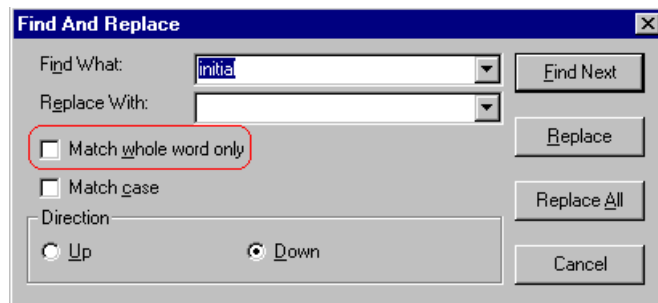 Find And Replace
Find What:
initial
Find Next
Replace With:
Replace
Match whole word only
Match case
Replace All
Direction
Up
Down
Cancel